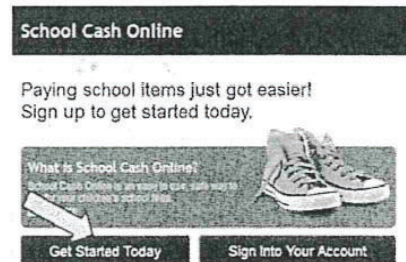 School Cash Online
Paying school items just got easier!
Sign up to get started today.
What is School Cash Online?
School Cash Online is an easy to use, safe way to
for your children's school fees.
Get Started Today
Sign Into Your Account